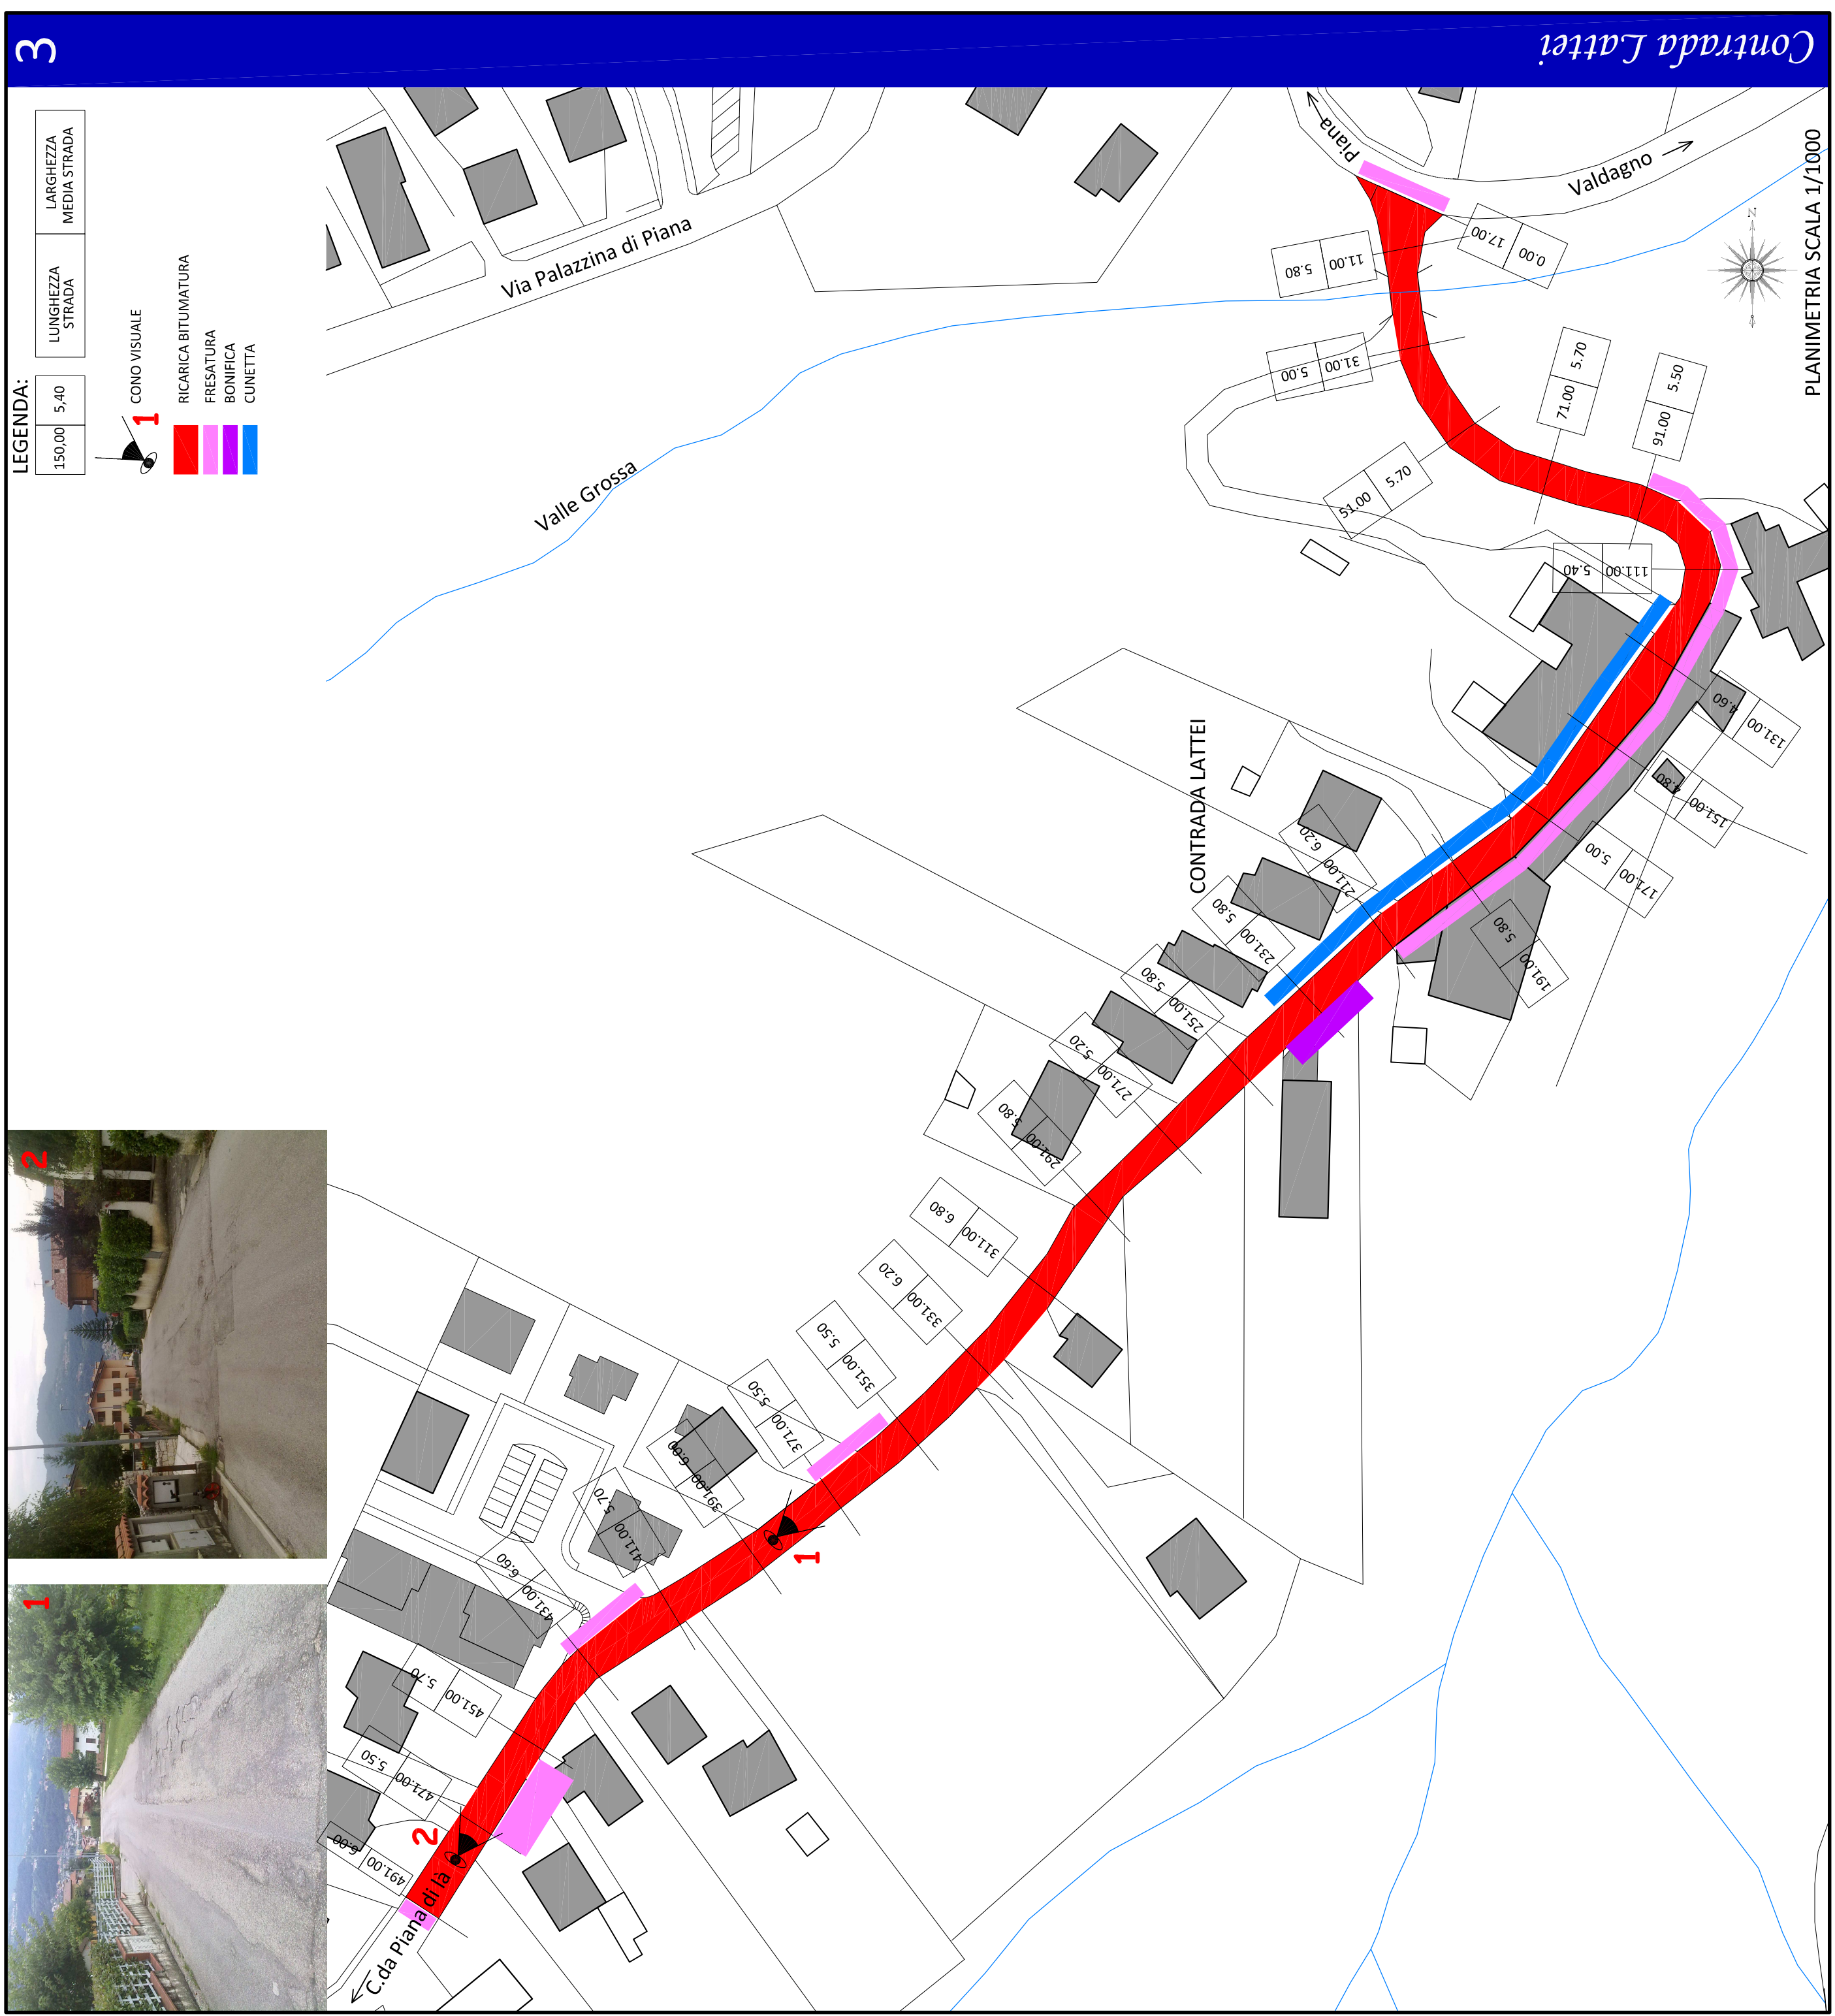 3
Contrada Lattei
LEGENDA:
150,00 5,40
LUNGHEZZA
STRADA
LARGHEZZA
MEDIA STRADA
1
CONO VISUALE
RICARICA BITUMATURA
FRESATURA
BONIFICA
CUNETTA
Via Palazzina di Piana
Valle Grossa
Piana
Valdagno
N
PLANIMETRIA SCALA 1/1000
CONTRADA LATTEI
17.00 0.00
5.80 11.00
5.00 31.00
51.00 5.70
71.00 5.70
91.00 5.50
5.40 111.00
4.60 131.00
4.80 151.00
5.00 171.00
5.80 191.00
6.20 211.00
5.80 231.00
5.80 251.00
5.20 271.00
5.80 291.00
6.80 311.00
6.20 331.00
5.50 351.00
5.50 371.00
6.00 391.00
5.70 411.00
6.60 431.00
5.70 451.00
5.50 471.00
6.00 491.00
1
2
C.da Piana di là
2
1